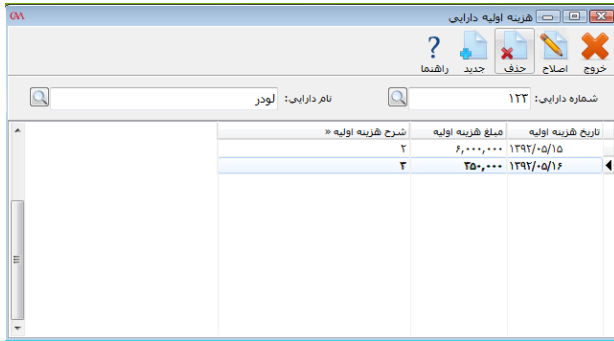 هزینه اولیه دارایی
خروج اصلاح حذف جدید راهنما
شماره دارایی: ۱۲۳ نام دارایی: لودر
تاریخ هزینه اولیه مبلغ هزینه اولیه شرح هزینه اولیه «
۱۳۹۲/۰۵/۱۵ ۶,۰۰۰,۰۰۰ ۲
۱۳۹۲/۰۵/۱۶ ۳۵۰,۰۰۰ ۳